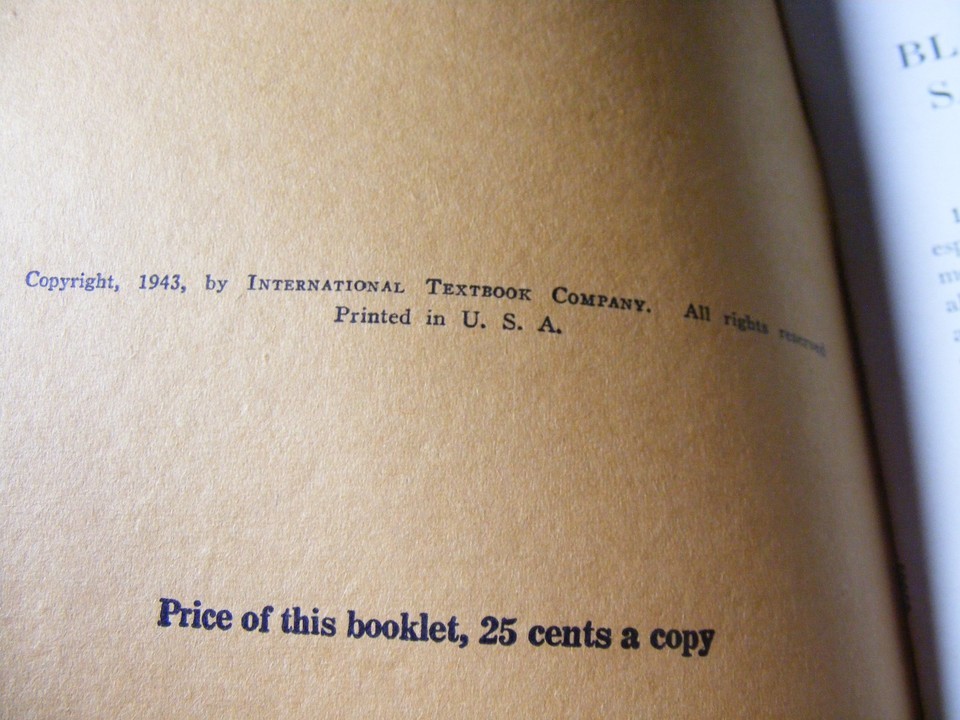 Copyright, 1943, by INTERNATIONAL TEXTBOOK COMPANY. All rights reserved
Printed in U. S. A.
Price of this booklet, 25 cents a copy